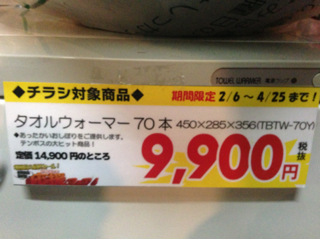 TOWEL WARMER
◆チラシ対象商品◆
期間限定 2/6～4/25まで！
タオルウォーマー 70本 450×285×356(TBTW-70Y)
◆あったかいおしぼりをご提供します。
テンポスの大ヒット商品！
定価 14,900円のところ
9,900円
税抜